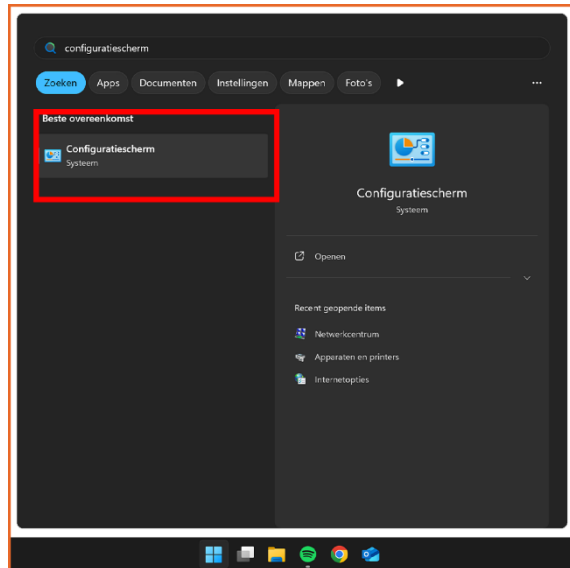 configuratiescherm
Zoeken Apps Documenten Instellingen Mappen Foto's
Beste overeenkomst
Configuratiescherm
Systeem
Configuratiescherm
Systeem
Openen
Recent geopende items
Netwerkcentrum
Apparaten en printers
Internetopties